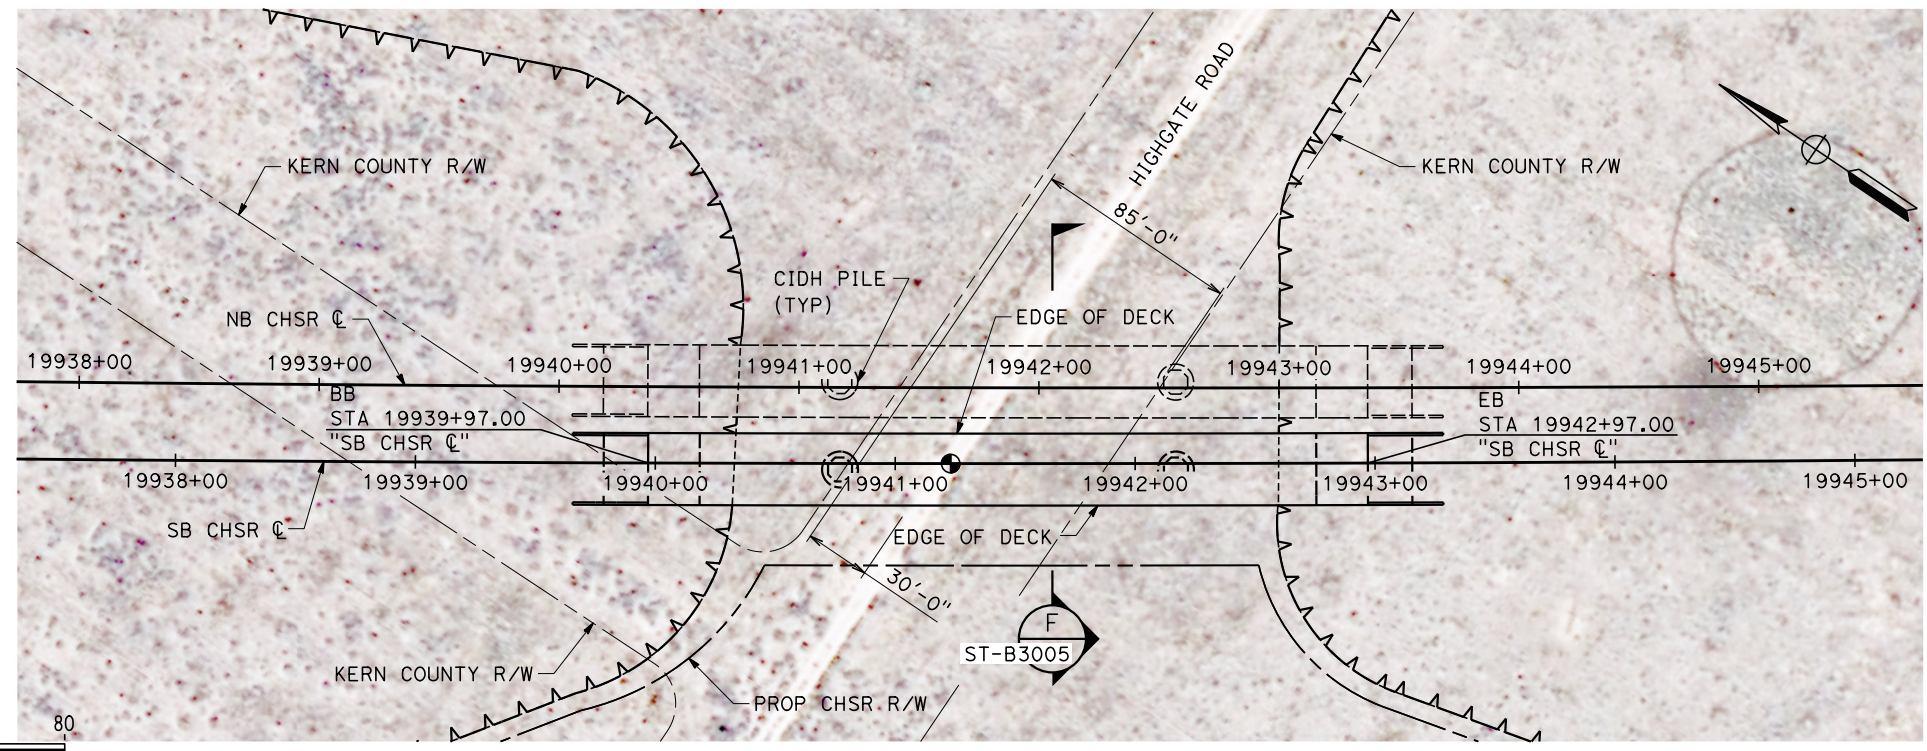 HIGHGATE ROAD
KERN COUNTY R/W
KERN COUNTY R/W
85'-0"
CIDH PILE
(TYP)
NB CHSR ℄
EDGE OF DECK
19938+00 19939+00 19940+00 19941+00 19942+00 19943+00 19944+00 19945+00
BB
STA 19939+97.00
"SB CHSR ℄"
EB
STA 19942+97.00
"SB CHSR ℄"
19938+00 19939+00 19940+00 19941+00 19942+00 19943+00 19944+00 19945+00
SB CHSR ℄
EDGE OF DECK
30'-0"
F
ST-B3005
KERN COUNTY R/W
PROP CHSR R/W
80